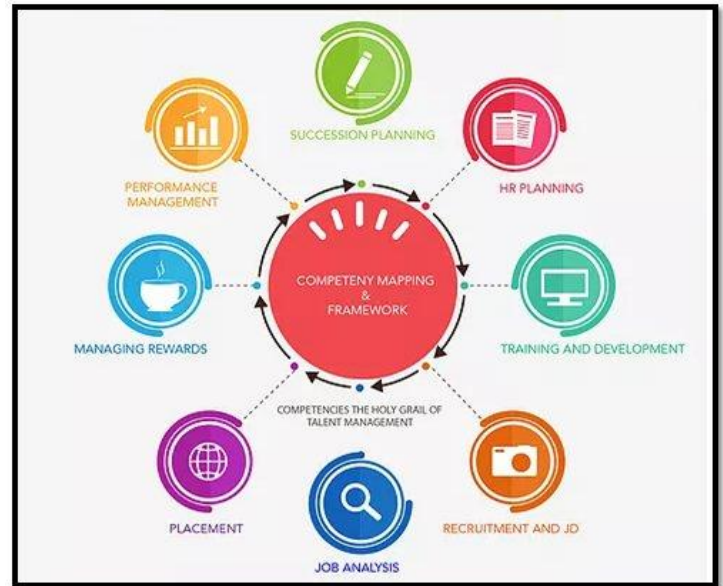 SUCCESSION PLANNING
HR PLANNING
TRAINING AND DEVELOPMENT
RECRUITMENT AND JD
JOB ANALYSIS
PLACEMENT
MANAGING REWARDS
PERFORMANCE
MANAGEMENT
COMPETENY MAPPING
&
FRAMEWORK
COMPETENCIES THE HOLY GRAIL OF
TALENT MANAGEMENT